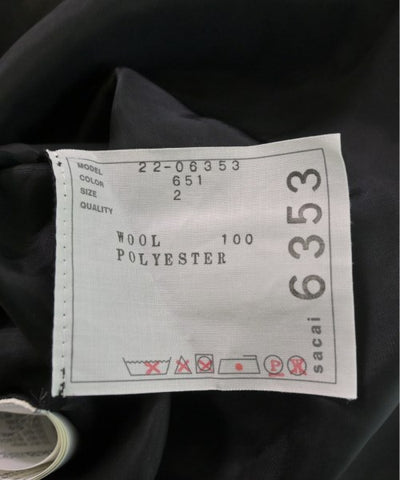 MODEL 22-06353
COLOR 651
SIZE 2
QUALITY
WOOL 100
POLYESTER
sacai 6353
P